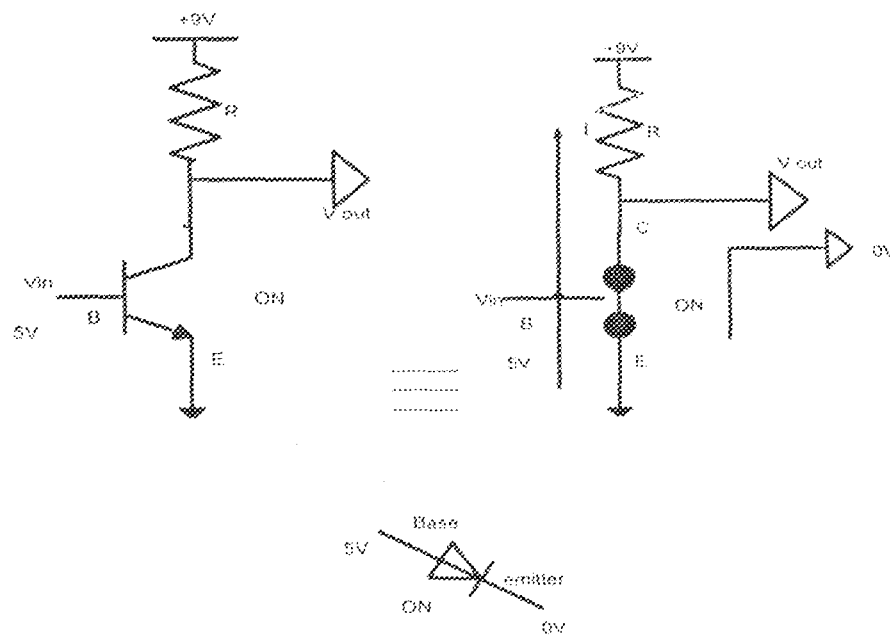 +9V
R
V out
Vin
B
5V
ON
E
+9V
I
R
V out
C
0V
Vin
B
5V
ON
E
Base
5V
emitter
ON
0V